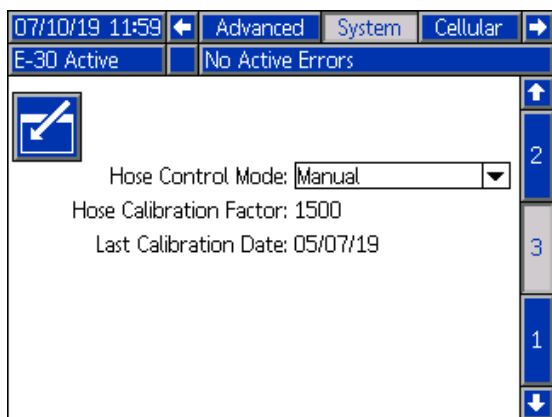 07/10/19 11:59 Advanced System Cellular
E-30 Active No Active Errors
2
Hose Control Mode: Manual
Hose Calibration Factor: 1500
Last Calibration Date: 05/07/19
3
1